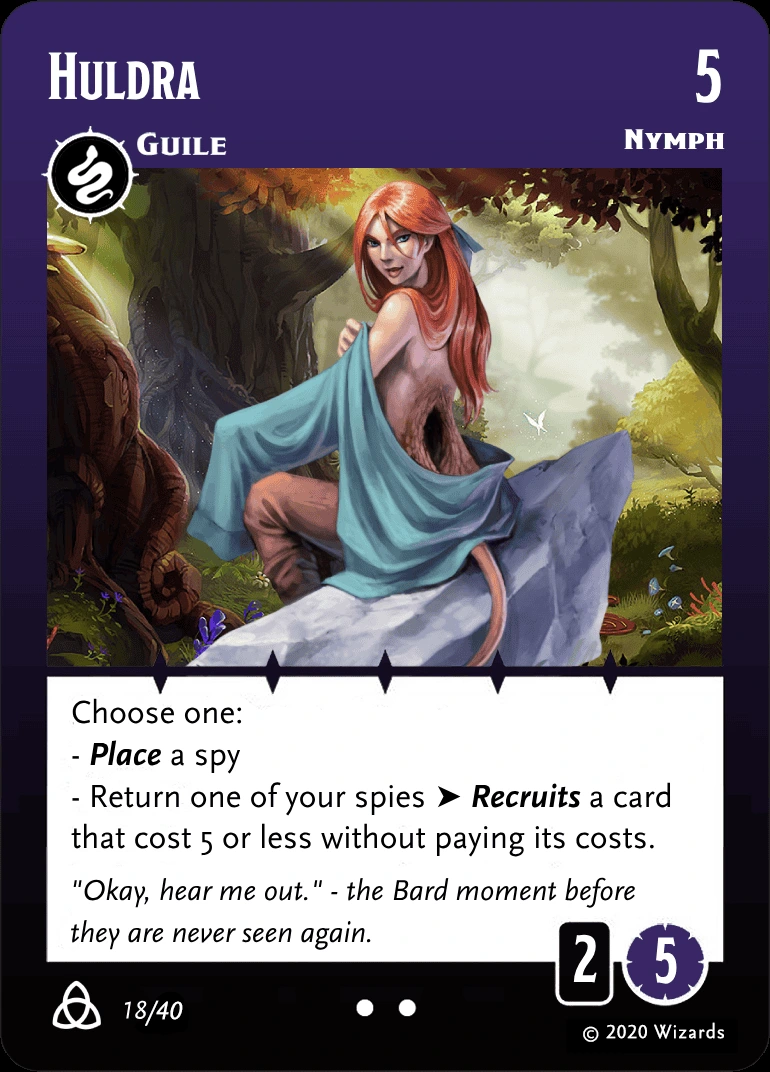 Huldra 5
Guile Nymph
Choose one:
- Place a spy
- Return one of your spies ➤ Recruits a card
that cost 5 or less without paying its costs.
"Okay, hear me out." - the Bard moment before
they are never seen again.
2 5
18/40
© 2020 Wizards